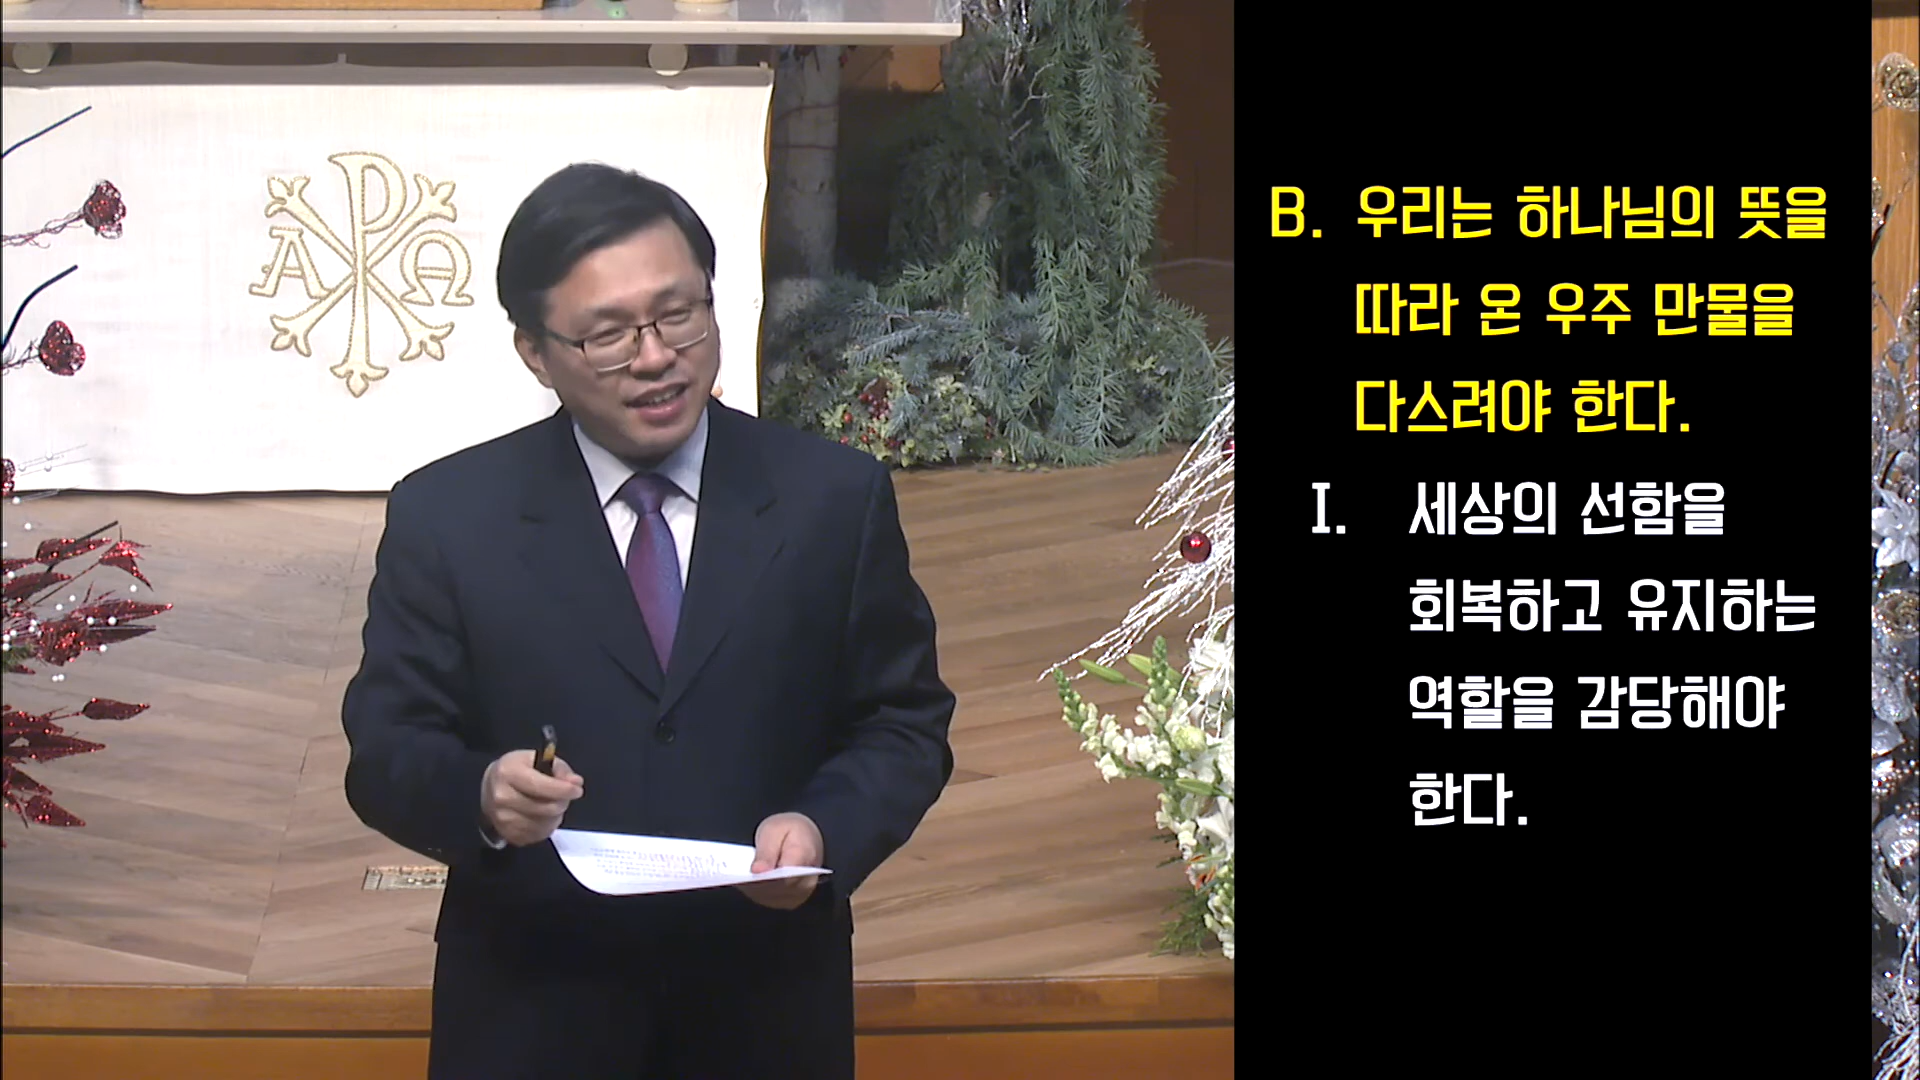 Α Ω
B. 우리는 하나님의 뜻을
따라 온 우주 만물을
다스려야 한다.
I. 세상의 선함을
회복하고 유지하는
역할을 감당해야
한다.